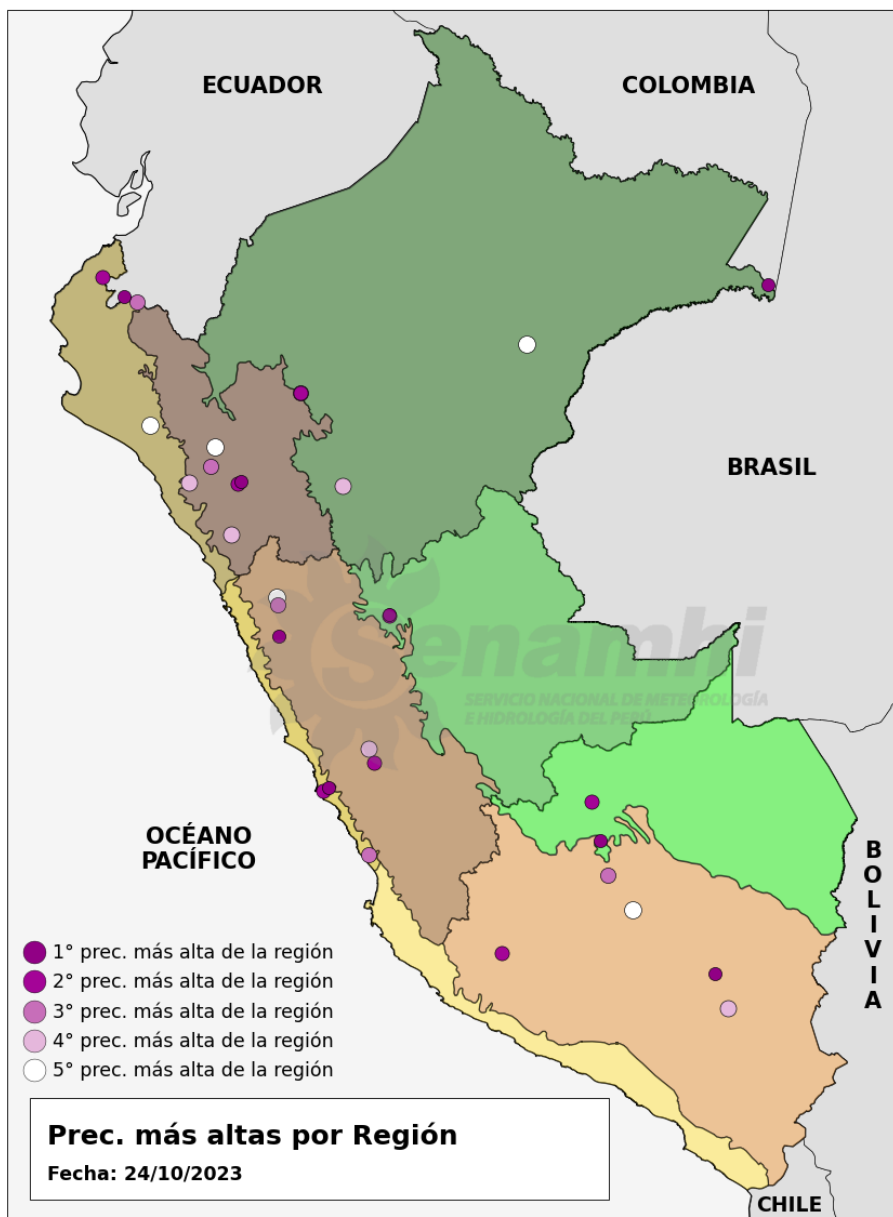 ECUADOR
COLOMBIA
BRASIL
Senamhi
SERVICIO NACIONAL DE METEOROLOGÍA
E HIDROLOGÍA DEL PERÚ
OCÉANO
PACÍFICO
BOLIVIA
1° prec. más alta de la región
2° prec. más alta de la región
3° prec. más alta de la región
4° prec. más alta de la región
5° prec. más alta de la región
Prec. más altas por Región
Fecha: 24/10/2023
CHILE